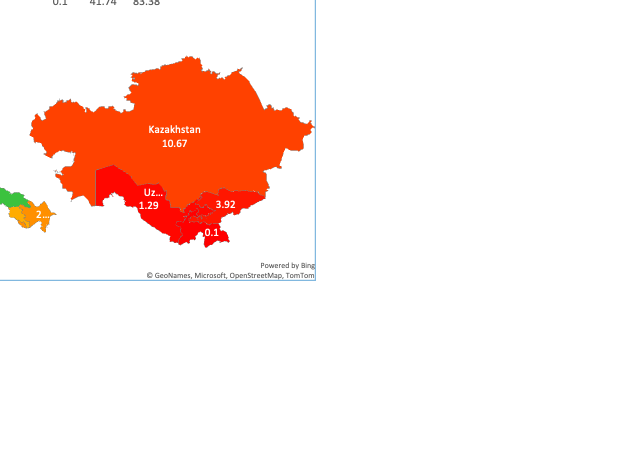 0.1 41.74 83.38
Kazakhstan
10.67
Uz...
1.29
3.92
2...
0.1
Powered by Bing
© GeoNames, Microsoft, OpenStreetMap, TomTom